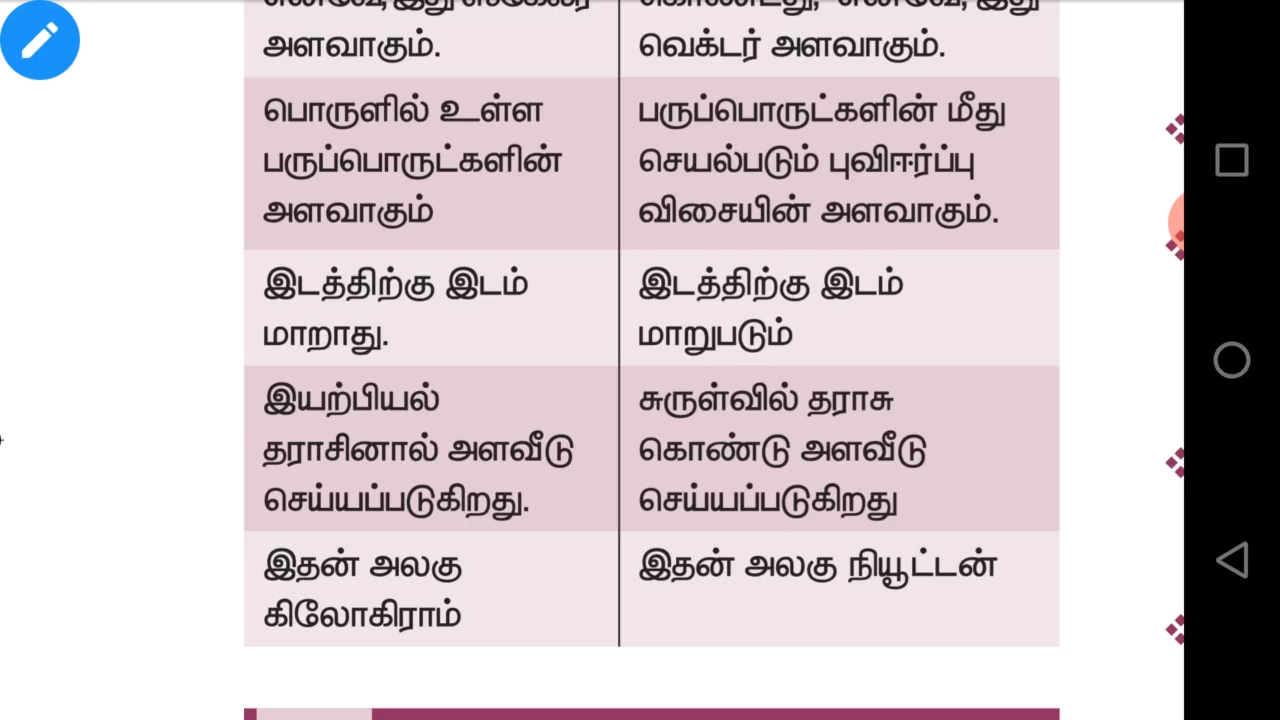 அளவாகும்.
வெக்டர் அளவாகும்.
பொருளில் உள்ள
பருப்பொருட்களின்
அளவாகும்
பருப்பொருட்களின் மீது
செயல்படும் புவிஈர்ப்பு
விசையின் அளவாகும்.
இடத்திற்கு இடம்
மாறாது.
இடத்திற்கு இடம்
மாறுபடும்
இயற்பியல்
தராசினால் அளவீடு
செய்யப்படுகிறது.
சுருள்வில் தராசு
கொண்டு அளவீடு
செய்யப்படுகிறது
இதன் அலகு
கிலோகிராம்
இதன் அலகு நியூட்டன்